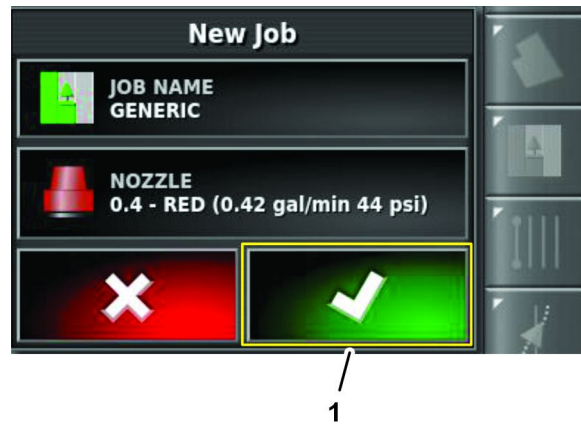 New Job
JOB NAME
GENERIC
NOZZLE
0.4 - RED (0.42 gal/min 44 psi)
1